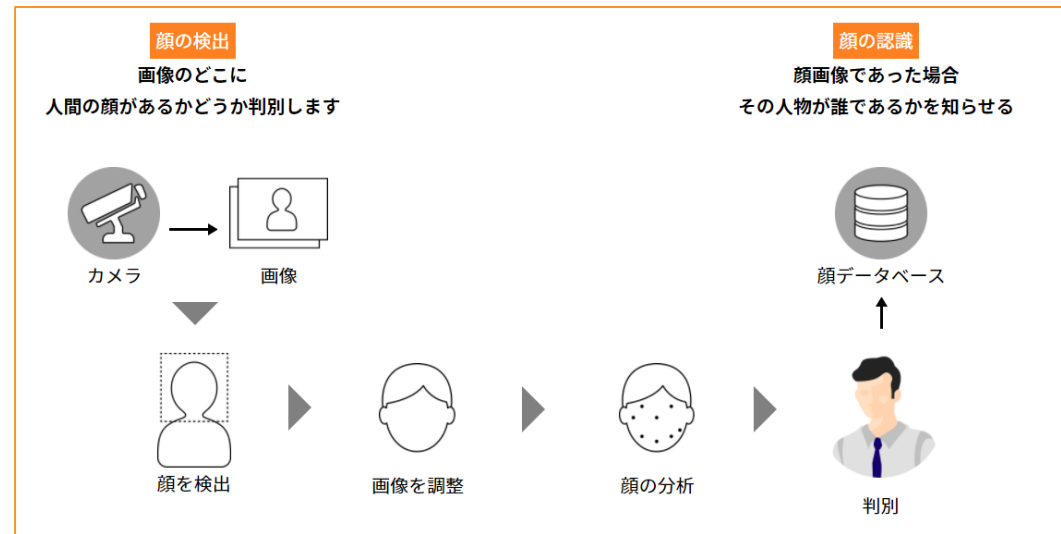 顔の検出
画像のどこに
人間の顔があるかどうか判別します
顔の認識
顔画像であった場合
その人物が誰であるかを知らせる
カメラ
画像
顔データベース
顔を検出
画像を調整
顔の分析
判別